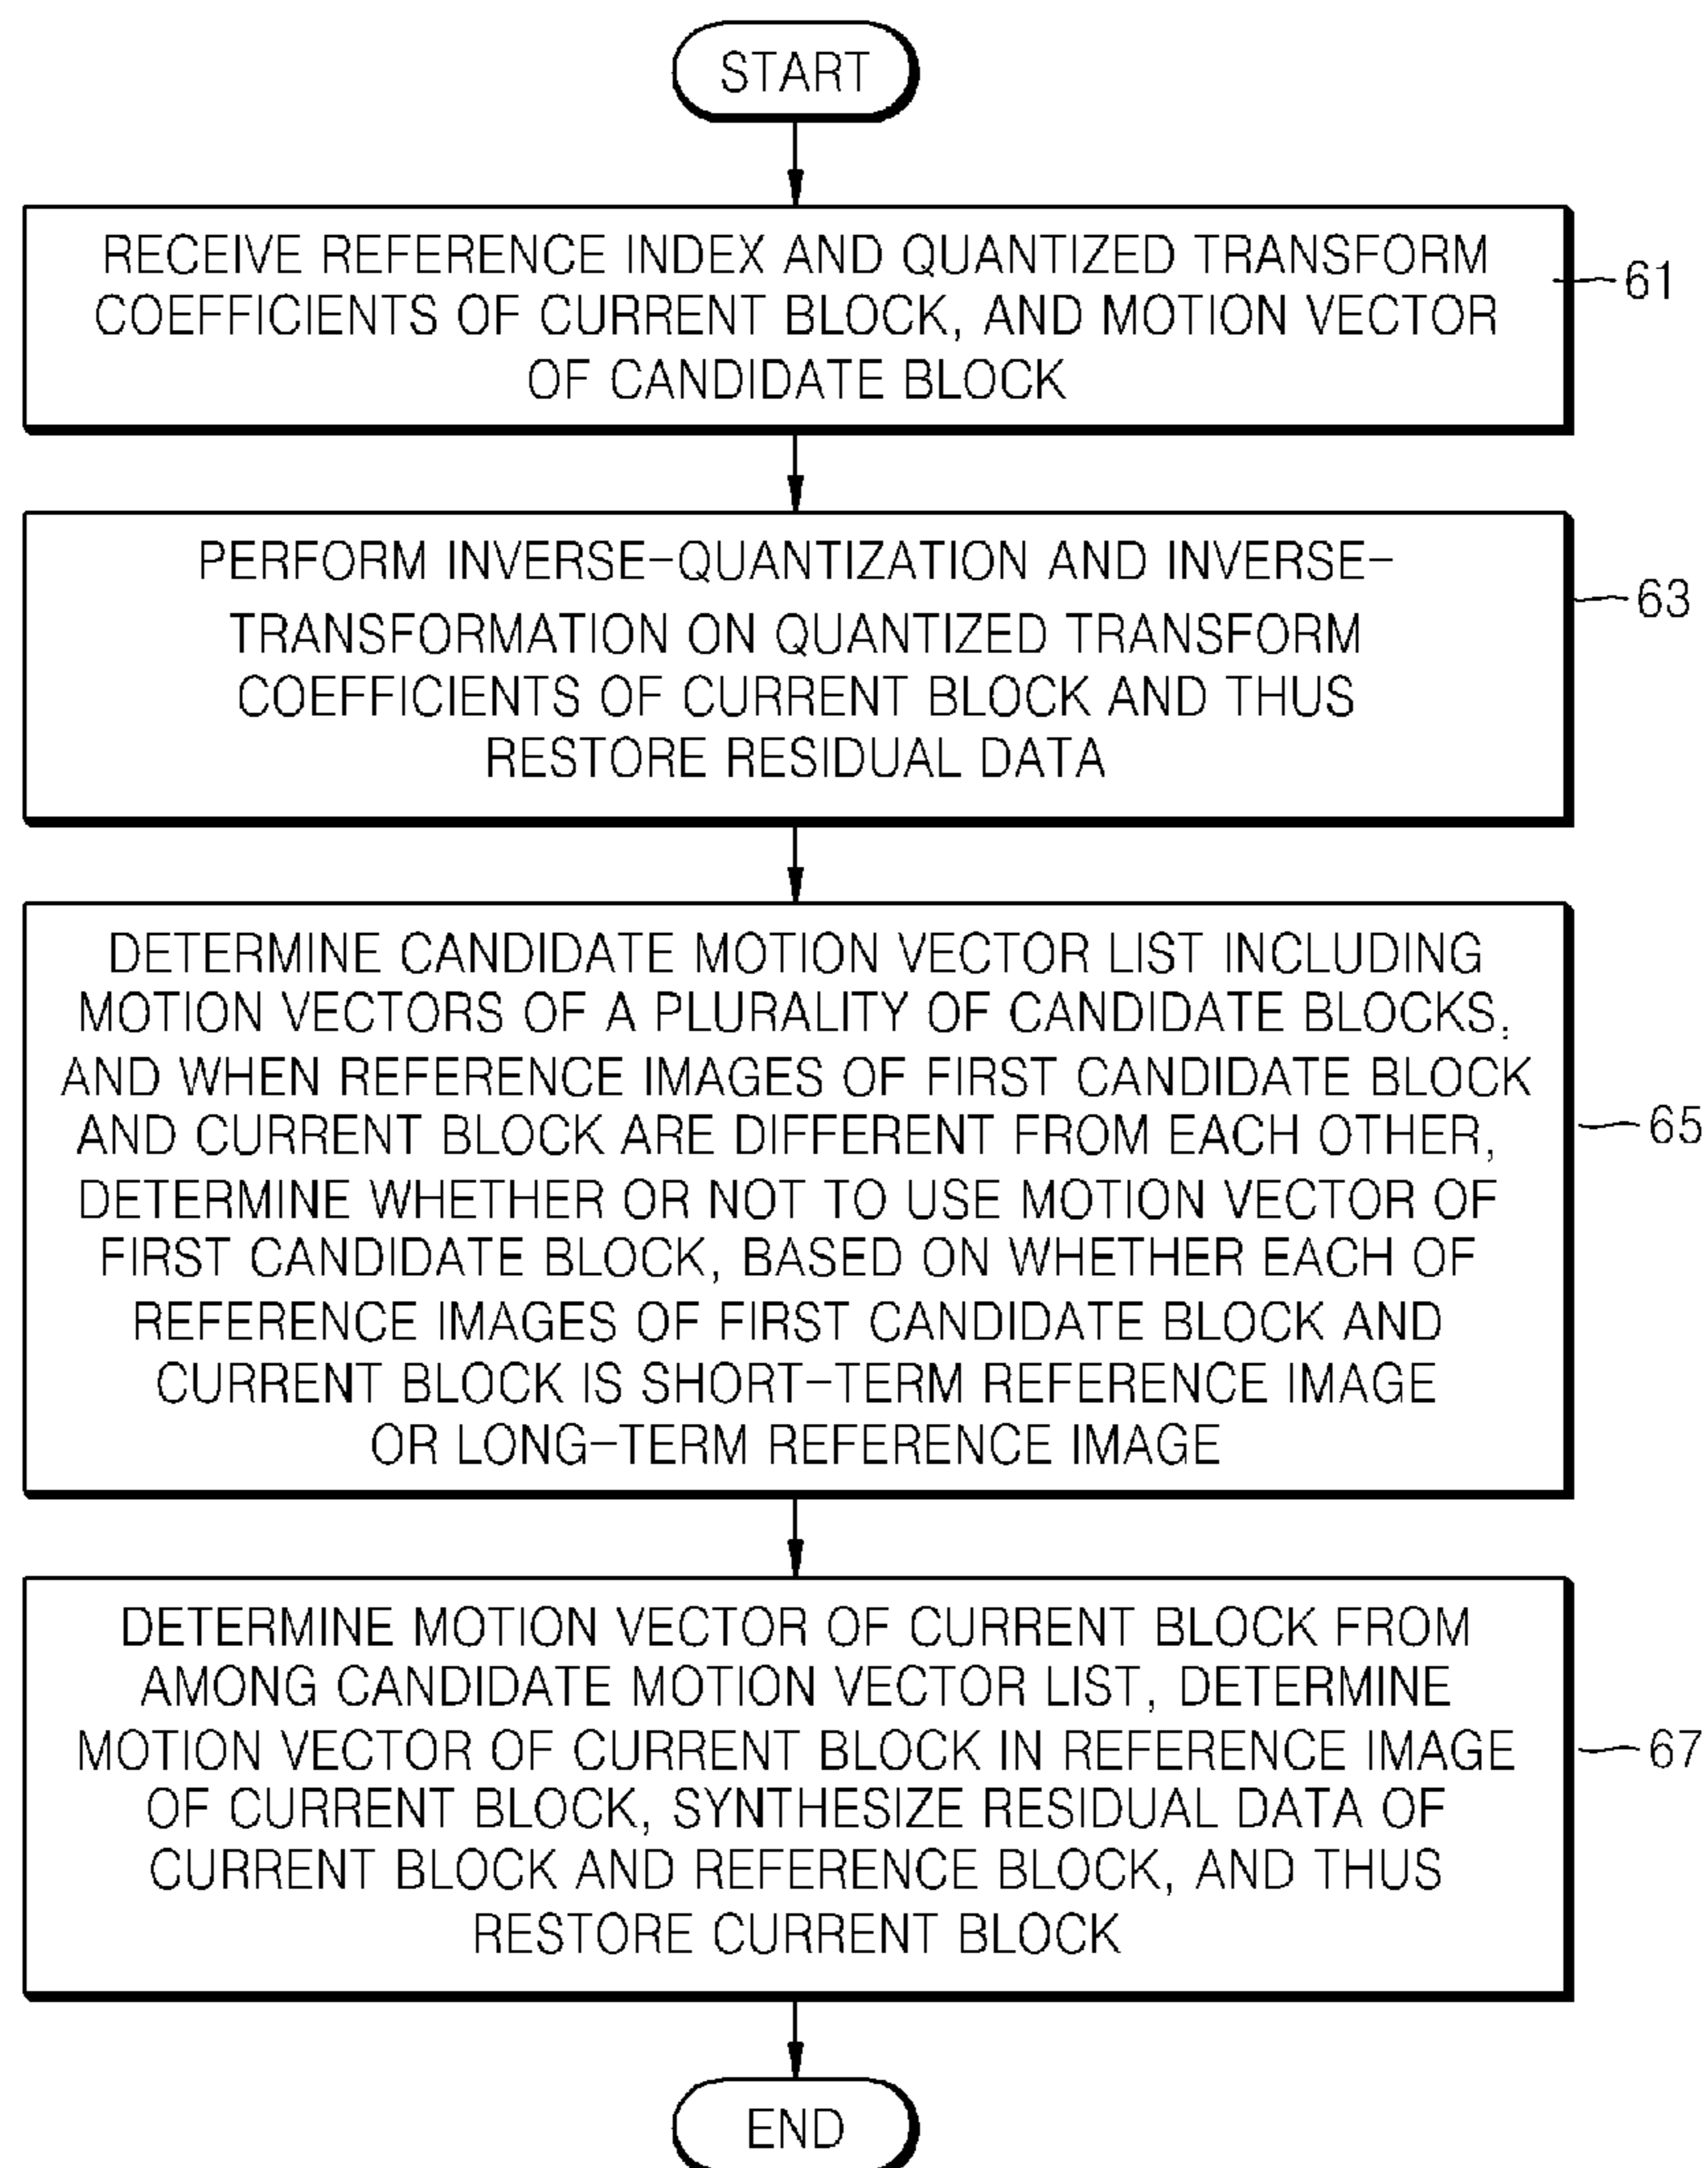 START
RECEIVE REFERENCE INDEX AND QUANTIZED TRANSFORM
COEFFICIENTS OF CURRENT BLOCK, AND MOTION VECTOR
OF CANDIDATE BLOCK
61
PERFORM INVERSE-QUANTIZATION AND INVERSE-
TRANSFORMATION ON QUANTIZED TRANSFORM
COEFFICIENTS OF CURRENT BLOCK AND THUS
RESTORE RESIDUAL DATA
63
DETERMINE CANDIDATE MOTION VECTOR LIST INCLUDING
MOTION VECTORS OF A PLURALITY OF CANDIDATE BLOCKS,
AND WHEN REFERENCE IMAGES OF FIRST CANDIDATE BLOCK
AND CURRENT BLOCK ARE DIFFERENT FROM EACH OTHER,
DETERMINE WHETHER OR NOT TO USE MOTION VECTOR OF
FIRST CANDIDATE BLOCK, BASED ON WHETHER EACH OF
REFERENCE IMAGES OF FIRST CANDIDATE BLOCK AND
CURRENT BLOCK IS SHORT-TERM REFERENCE IMAGE
OR LONG-TERM REFERENCE IMAGE
65
DETERMINE MOTION VECTOR OF CURRENT BLOCK FROM
AMONG CANDIDATE MOTION VECTOR LIST, DETERMINE
MOTION VECTOR OF CURRENT BLOCK IN REFERENCE IMAGE
OF CURRENT BLOCK, SYNTHESIZE RESIDUAL DATA OF
CURRENT BLOCK AND REFERENCE BLOCK, AND THUS
RESTORE CURRENT BLOCK
67
END